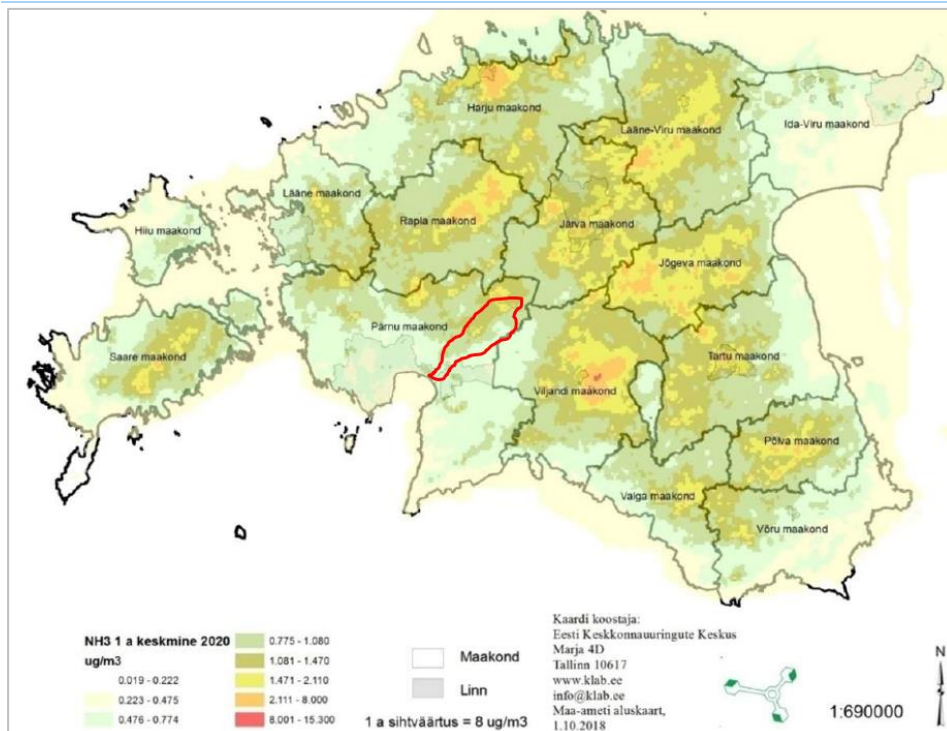 Harju maakond
Lääne-Viru maakond
Ida-Viru maakond
Lääne maakond
Rapla maakond
Järva maakond
Hiiu maakond
Jõgeva maakond
Pärnu maakond
Saare maakond
Tartu maakond
Viljandi maakond
Põlva maakond
Valga maakond
Võru maakond
NH3 1 a keskmine 2020
ug/m3
0.019 - 0.222
0.223 - 0.475
0.476 - 0.774
0.775 - 1.080
1.081 - 1.470
1.471 - 2.110
2.111 - 8.000
8.001 - 15.300
Maakond
Linn
1 a sihtväärtus = 8 ug/m3
Kaardi koostaja:
Eesti Keskkonnauuringute Keskus
Marja 4D
Tallinn 10617
www.klab.ee
info@klab.ee
Maa-ameti aluskaart,
1.10.2018
1:690000
N